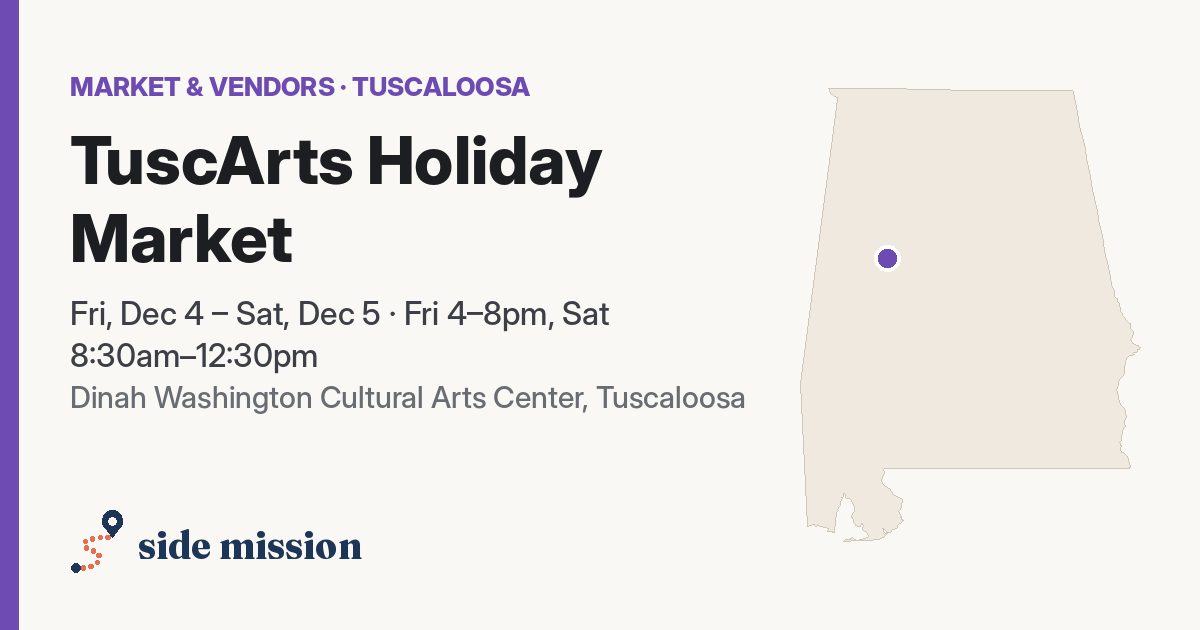 MARKET & VENDORS · TUSCALOOSA
TuscArts Holiday
Market
Fri, Dec 4 – Sat, Dec 5 · Fri 4–8pm, Sat
8:30am–12:30pm
Dinah Washington Cultural Arts Center, Tuscaloosa
side mission